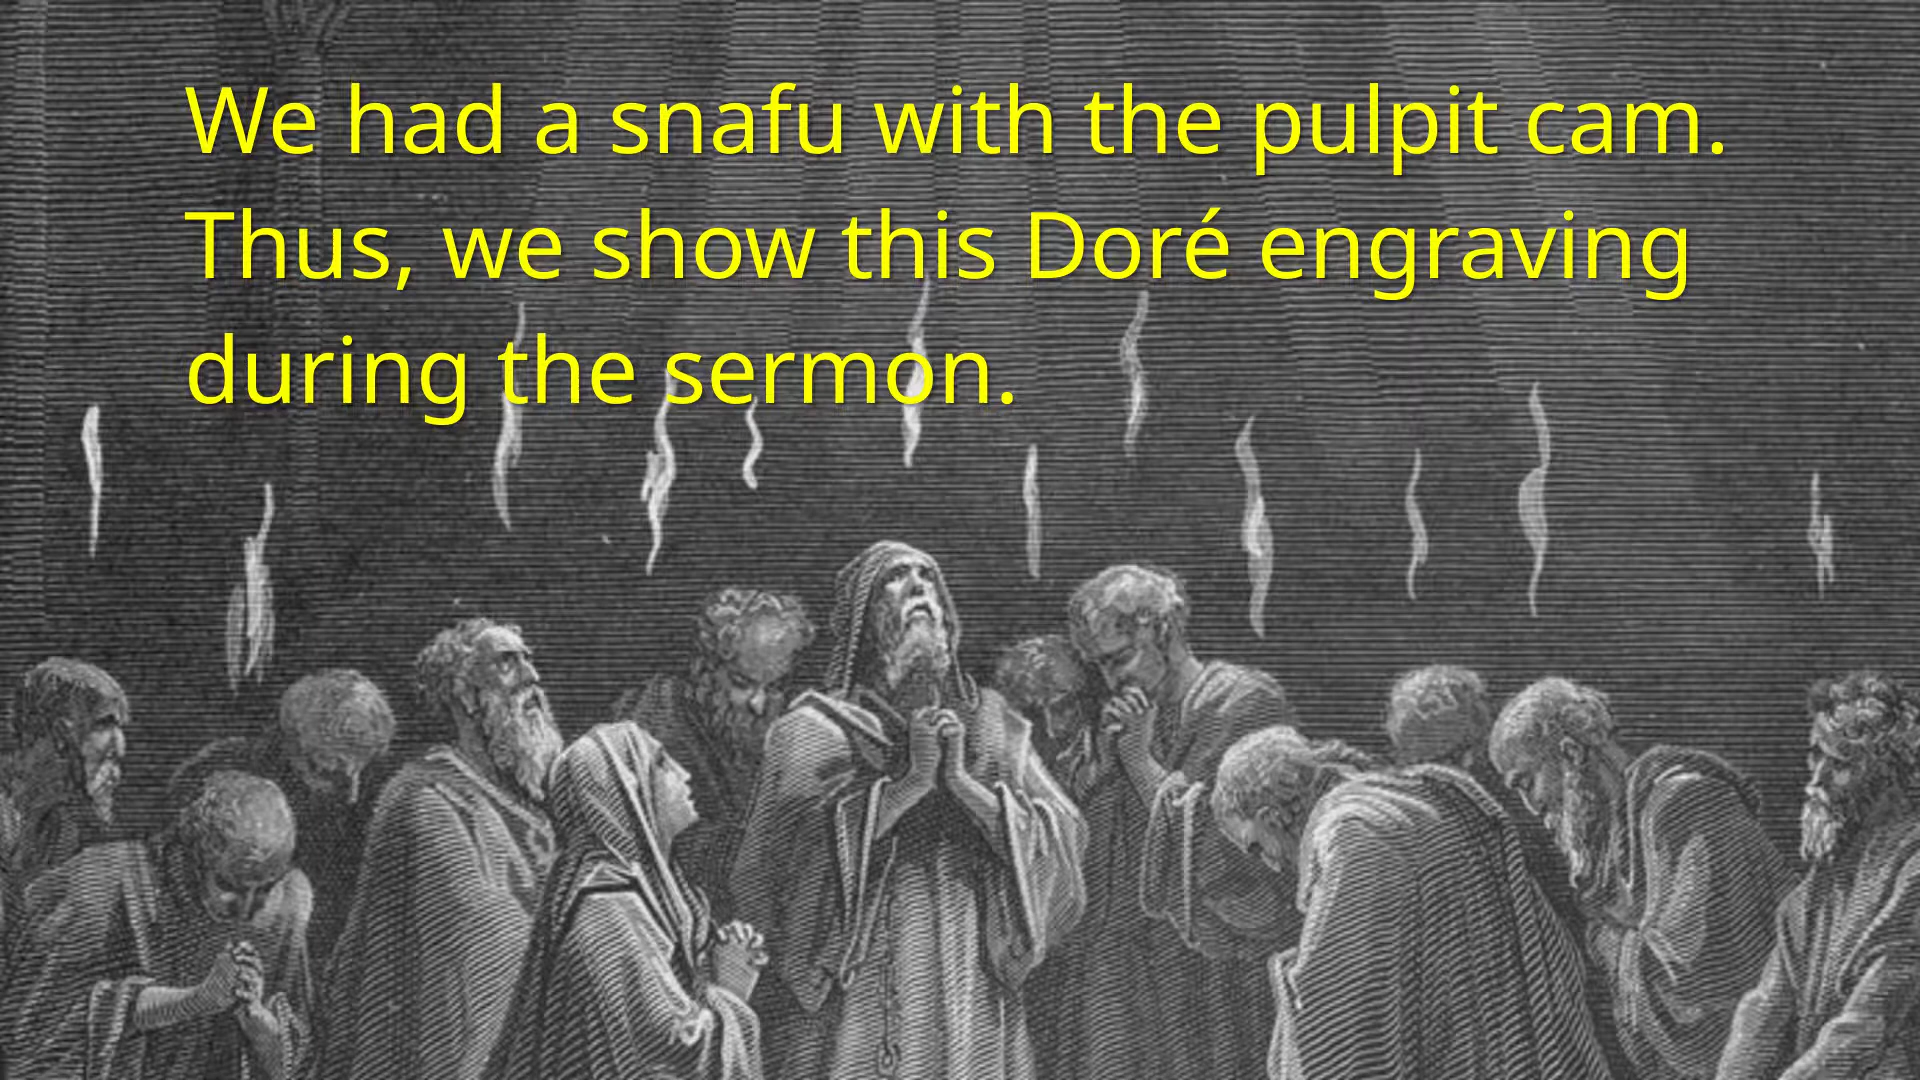 We had a snafu with the pulpit cam.
Thus, we show this Doré engraving
during the sermon.